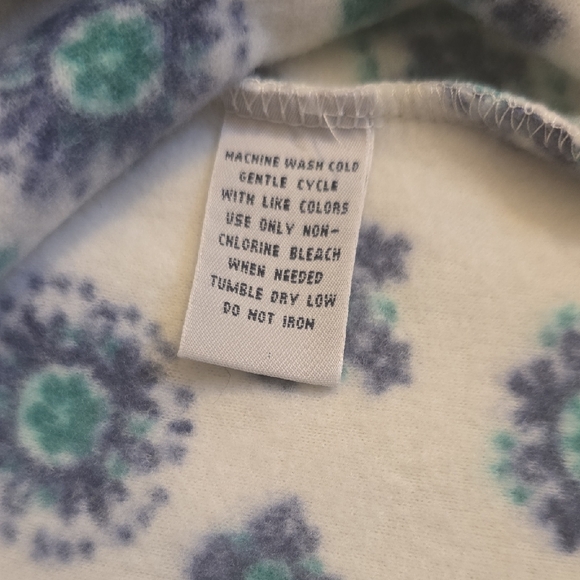 MACHINE WASH COLD
GENTLE CYCLE
WITH LIKE COLORS
USE ONLY NON-
CHLORINE BLEACH
WHEN NEEDED
TUMBLE DRY LOW
DO NOT IRON